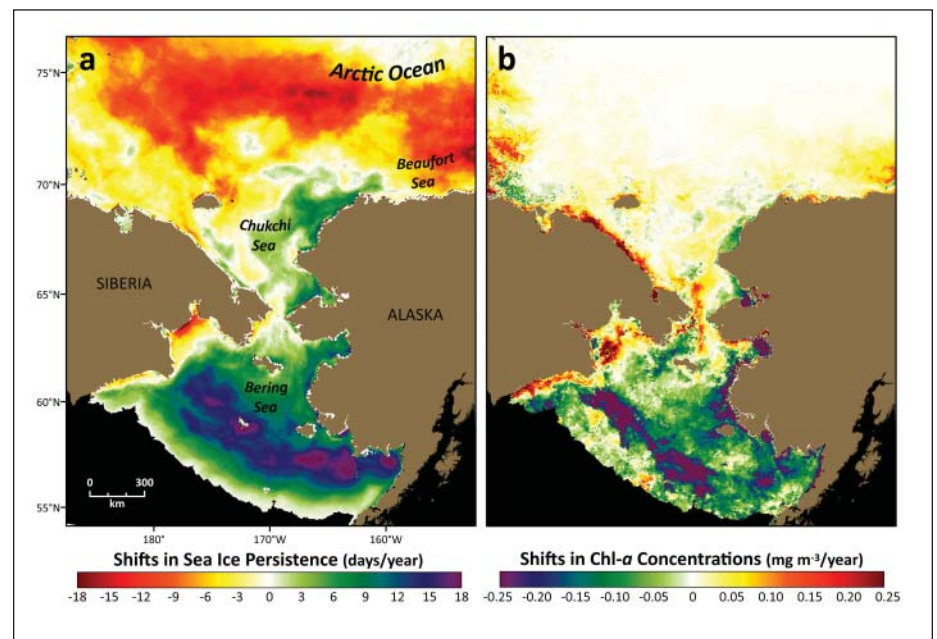 a
b
Arctic Ocean
75°N
Beaufort
Sea
70°N
Chukchi
Sea
SIBERIA
65°N
ALASKA
Bering
Sea
60°N
0 300
km
55°N
180° 170°W 160°W
Shifts in Sea Ice Persistence (days/year)
-18 -15 -12 -9 -6 -3 0 3 6 9 12 15 18
Shifts in Chl-a Concentrations (mg m⁻³/year)
-0.25 -0.20 -0.15 -0.10 -0.05 0 0.05 0.10 0.15 0.20 0.25